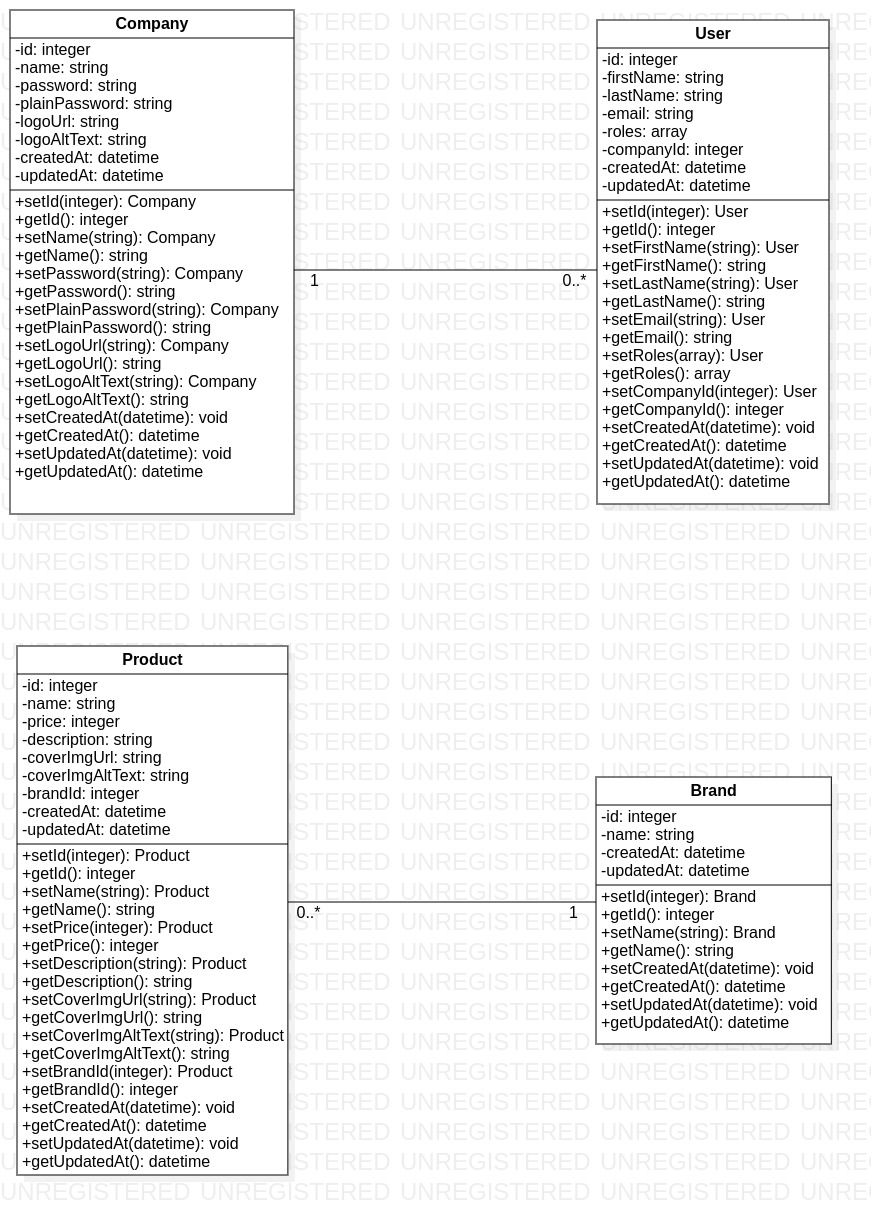 Company
-id: integer
-name: string
-password: string
-plainPassword: string
-logoUrl: string
-logoAltText: string
-createdAt: datetime
-updatedAt: datetime
+setId(integer): Company
+getId(): integer
+setName(string): Company
+getName(): string
+setPassword(string): Company
+getPassword(): string
+setPlainPassword(string): Company
+getPlainPassword(): string
+setLogoUrl(string): Company
+getLogoUrl(): string
+setLogoAltText(string): Company
+getLogoAltText(): string
+setCreatedAt(datetime): void
+getCreatedAt(): datetime
+setUpdatedAt(datetime): void
+getUpdatedAt(): datetime
1
0..*
User
-id: integer
-firstName: string
-lastName: string
-email: string
-roles: array
-companyId: integer
-createdAt: datetime
-updatedAt: datetime
+setId(integer): User
+getId(): integer
+setFirstName(string): User
+getFirstName(): string
+setLastName(string): User
+getLastName(): string
+setEmail(string): User
+getEmail(): string
+setRoles(array): User
+getRoles(): array
+setCompanyId(integer): User
+getCompanyId(): integer
+setCreatedAt(datetime): void
+getCreatedAt(): datetime
+setUpdatedAt(datetime): void
+getUpdatedAt(): datetime
Product
-id: integer
-name: string
-price: integer
-description: string
-coverImgUrl: string
-coverImgAltText: string
-brandId: integer
-createdAt: datetime
-updatedAt: datetime
+setId(integer): Product
+getId(): integer
+setName(string): Product
+getName(): string
+setPrice(integer): Product
+getPrice(): integer
+setDescription(string): Product
+getDescription(): string
+setCoverImgUrl(string): Product
+getCoverImgUrl(): string
+setCoverImgAltText(string): Product
+getCoverImgAltText(): string
+setBrandId(integer): Product
+getBrandId(): integer
+setCreatedAt(datetime): void
+getCreatedAt(): datetime
+setUpdatedAt(datetime): void
+getUpdatedAt(): datetime
0..*
1
Brand
-id: integer
-name: string
-createdAt: datetime
-updatedAt: datetime
+setId(integer): Brand
+getId(): integer
+setName(string): Brand
+getName(): string
+setCreatedAt(datetime): void
+getCreatedAt(): datetime
+setUpdatedAt(datetime): void
+getUpdatedAt(): datetime
UNREGISTERED UNREGISTERED UNREGISTERED UNREGISTERED